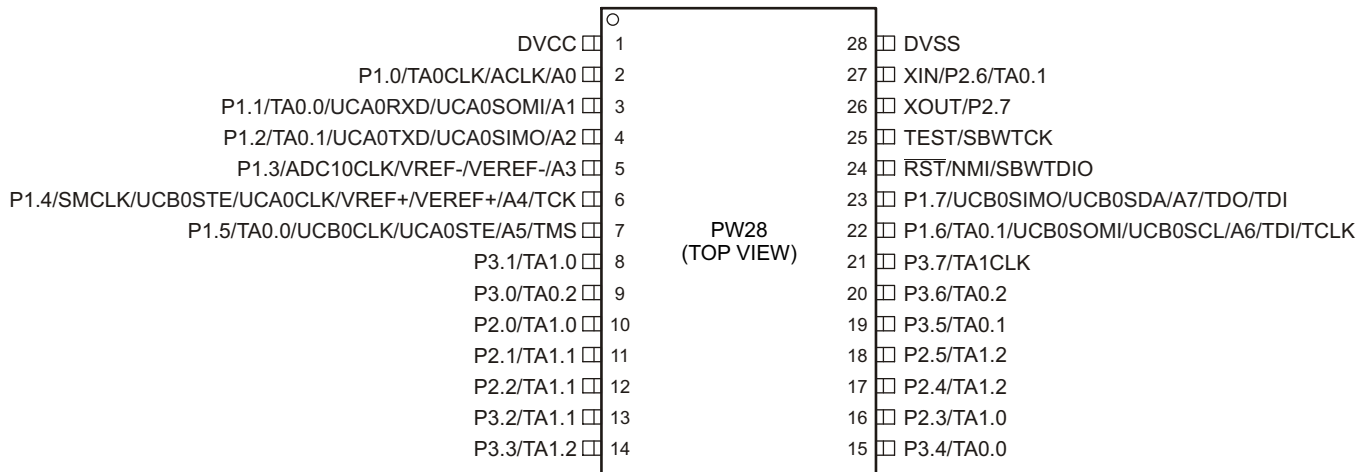 DVCC 1 28 DVSS
P1.0/TA0CLK/ACLK/A0 2 27 XIN/P2.6/TA0.1
P1.1/TA0.0/UCA0RXD/UCA0SOMI/A1 3 26 XOUT/P2.7
P1.2/TA0.1/UCA0TXD/UCA0SIMO/A2 4 25 TEST/SBWTCK
P1.3/ADC10CLK/VREF-/VEREF-/A3 5 24 RST/NMI/SBWTDIO
P1.4/SMCLK/UCB0STE/UCA0CLK/VREF+/VEREF+/A4/TCK 6 23 P1.7/UCB0SIMO/UCB0SDA/A7/TDO/TDI
P1.5/TA0.0/UCB0CLK/UCA0STE/A5/TMS 7 PW28 22 P1.6/TA0.1/UCB0SOMI/UCB0SCL/A6/TDI/TCLK
(TOP VIEW)
P3.1/TA1.0 8 21 P3.7/TA1CLK
P3.0/TA0.2 9 20 P3.6/TA0.2
P2.0/TA1.0 10 19 P3.5/TA0.1
P2.1/TA1.1 11 18 P2.5/TA1.2
P2.2/TA1.1 12 17 P2.4/TA1.2
P3.2/TA1.1 13 16 P2.3/TA1.0
P3.3/TA1.2 14 15 P3.4/TA0.0